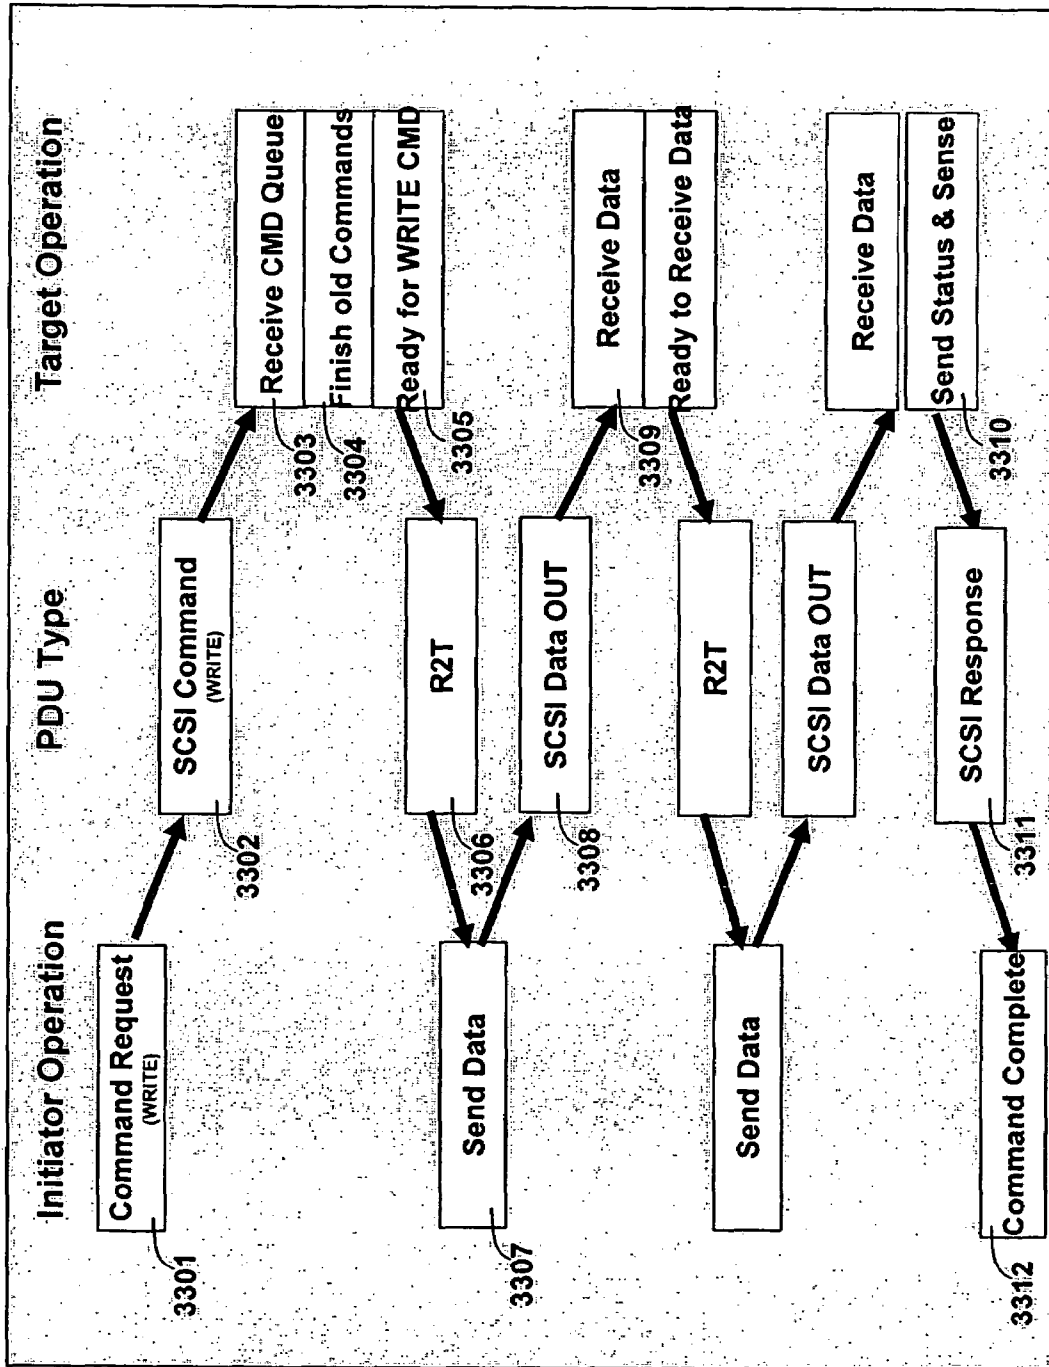 Initiator Operation
PDU Type
Target Operation
Command Request
(WRITE)
3301
SCSI Command
(WRITE)
3302
Receive CMD Queue
3303
Finish old Commands
3304
Ready for WRITE CMD
3305
R2T
3306
Send Data
3307
SCSI Data OUT
3308
Receive Data
3309
Ready to Receive Data
R2T
Send Data
SCSI Data OUT
Receive Data
Send Status & Sense
3310
SCSI Response
3311
Command Complete
3312